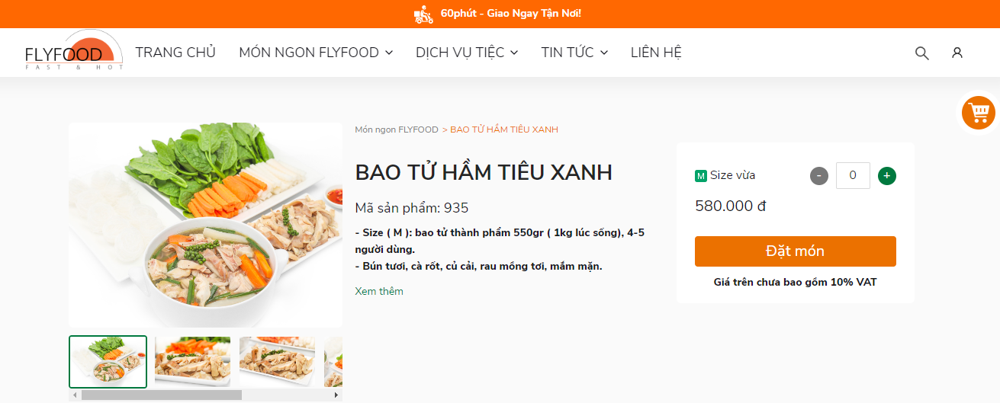 60phút - Giao Ngay Tận Nơi!
FLYFOOD
FAST & HOT
TRANG CHỦ
MÓN NGON FLYFOOD
DỊCH VỤ TIỆC
TIN TỨC
LIÊN HỆ
Món ngon FLYFOOD > BAO TỬ HẦM TIÊU XANH
BAO TỬ HẦM TIÊU XANH
Mã sản phẩm: 935
- Size ( M ): bao tử thành phẩm 550gr ( 1kg lúc sống), 4-5
người dùng.
- Bún tươi, cà rốt, củ cải, rau mồng tơi, mắm mặn.
Xem thêm
M Size vừa
- 0 +
580.000 đ
Đặt món
Giá trên chưa bao gồm 10% VAT